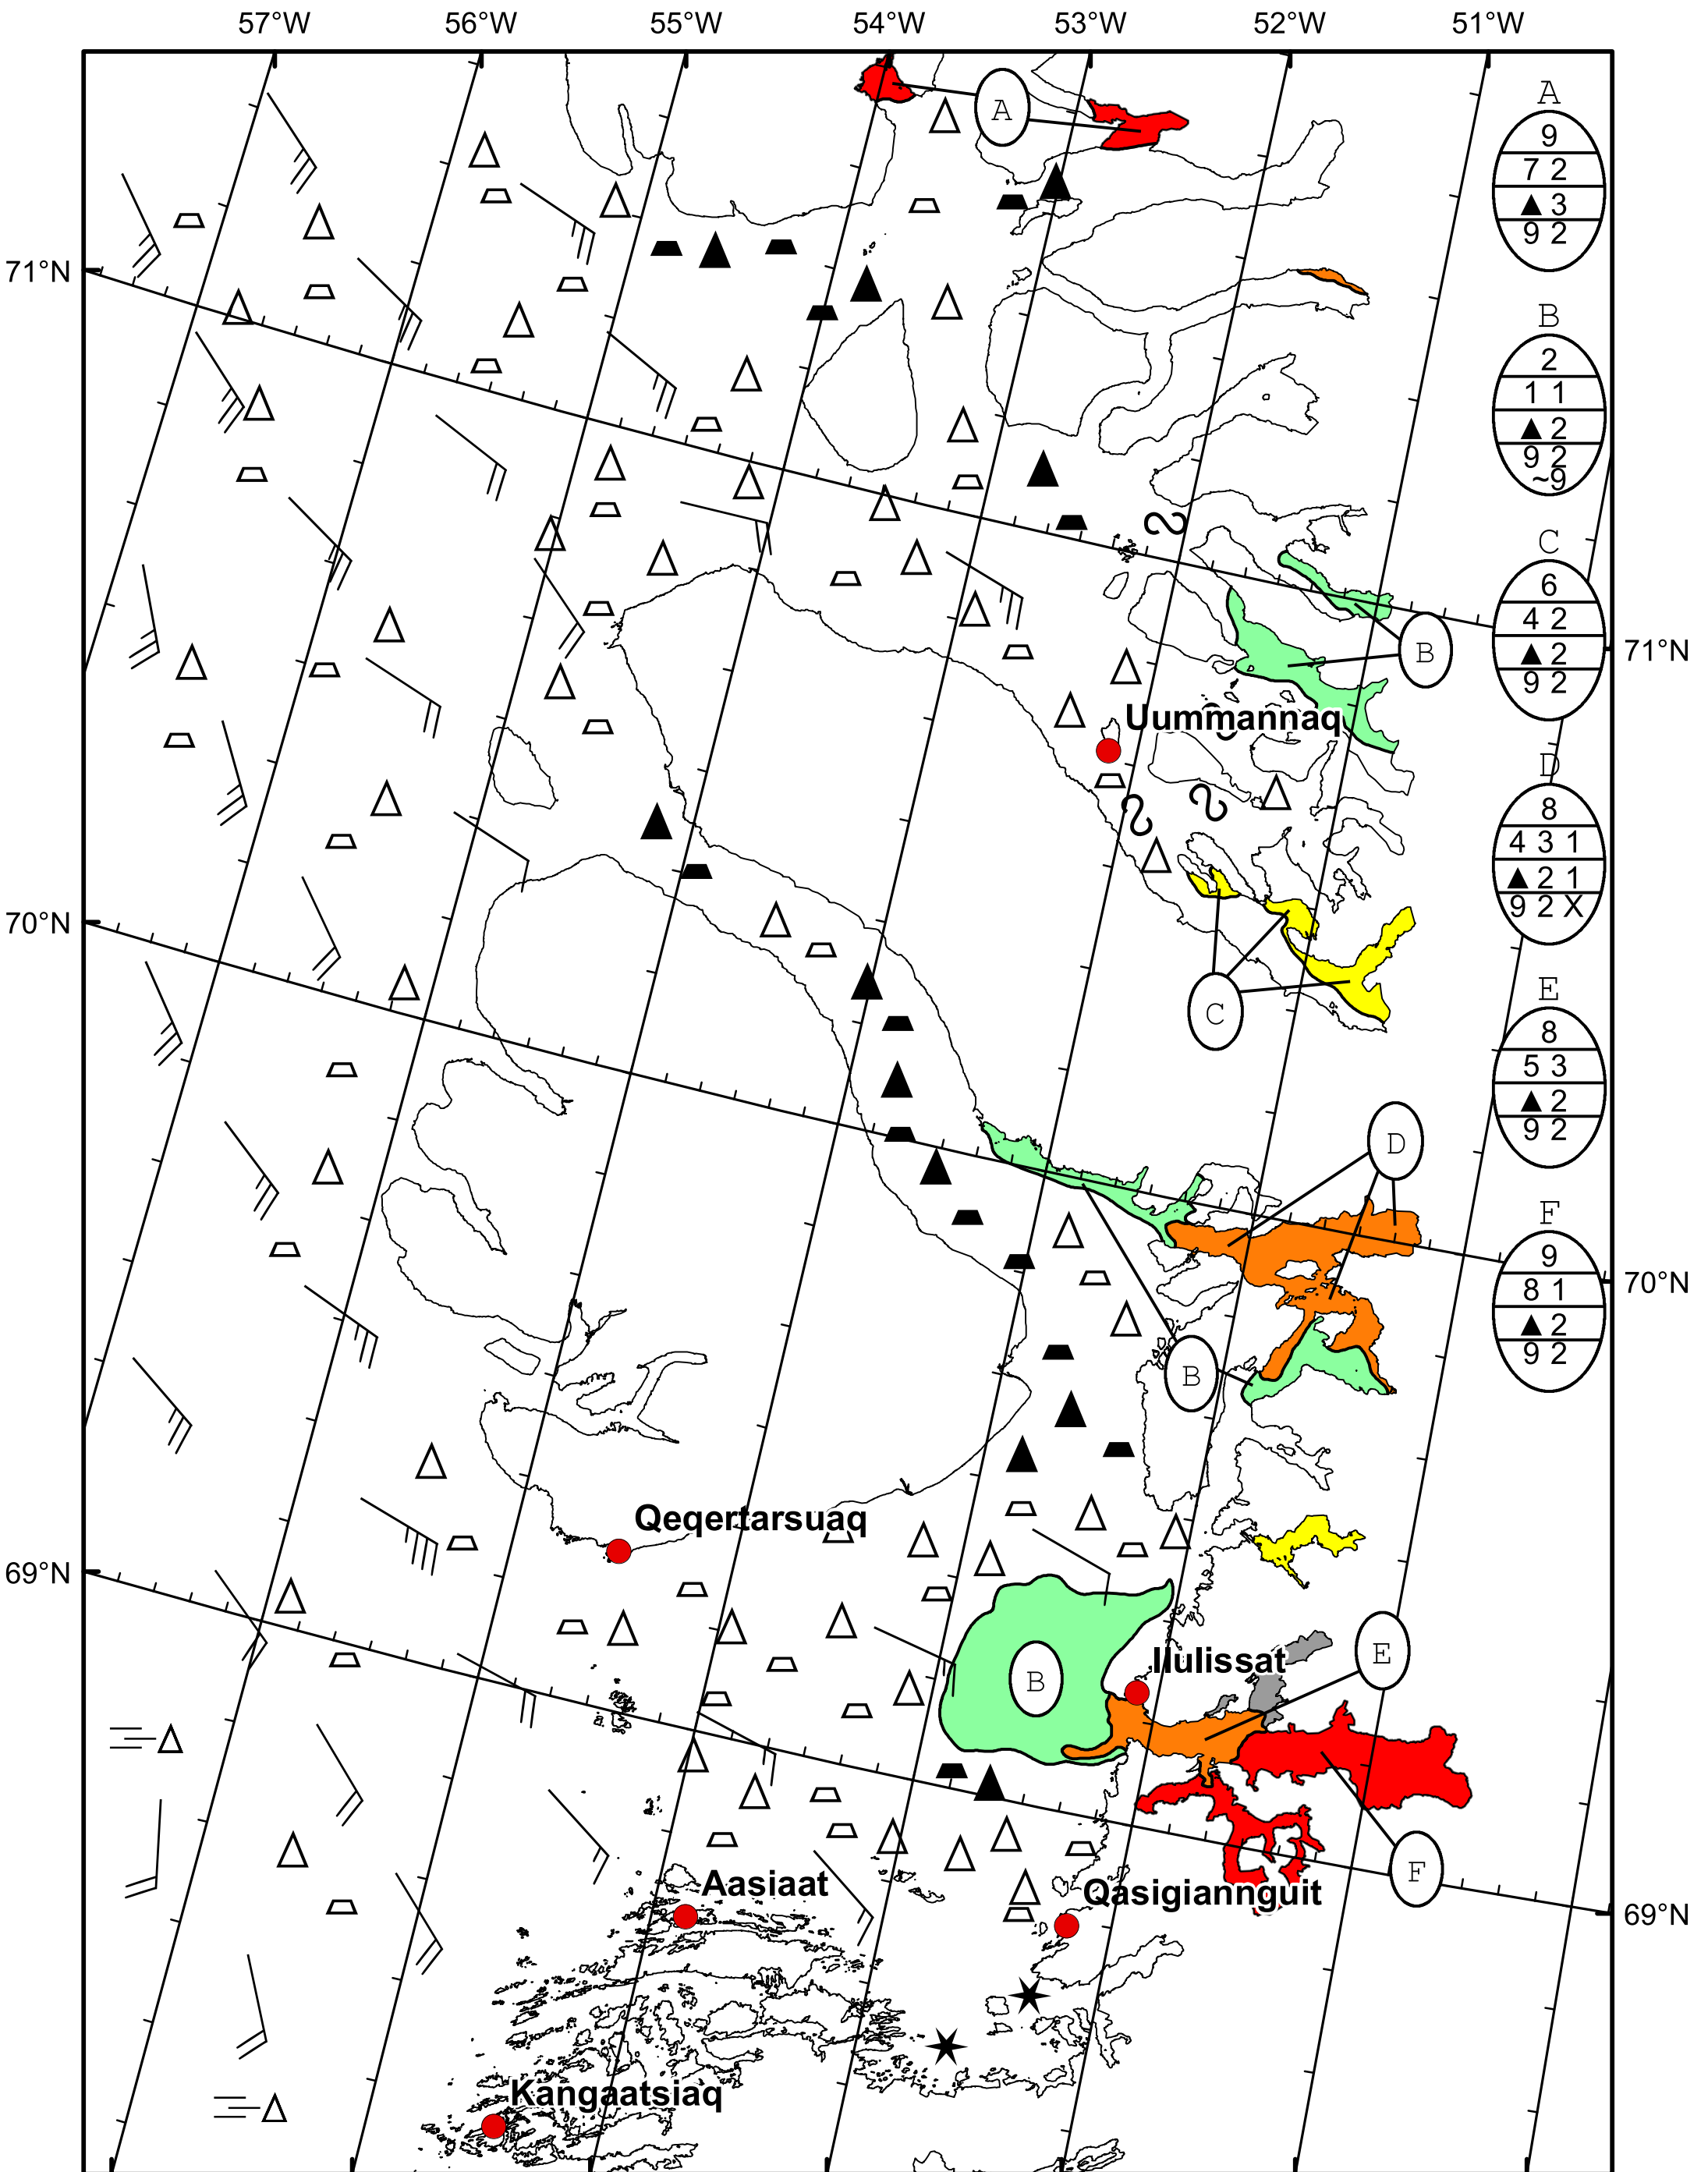 57°W 56°W 55°W 54°W 53°W 52°W 51°W
A
A
9
7 2
▲ 3
9 2
71°N
B
2
1 1
▲ 2
9 2
~9
C
6
4 2
▲ 2
9 2
B
71°N
Uummannaq
D
8
4 3 1
▲ 2 1
9 2 X
70°N
C
E
8
5 3
▲ 2
9 2
D
F
9
8 1
▲ 2
9 2
70°N
B
Qeqertarsuaq
69°N
E
Ilulissat
B
F
Aasiaat
Qasigiannguit
69°N
Kangaatsiaq